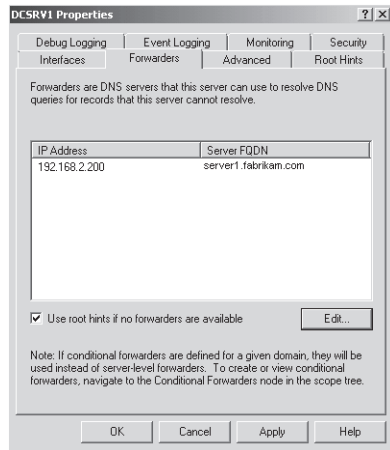 DCSRV1 Properties
Debug Logging Event Logging Monitoring Security
Interfaces Forwarders Advanced Root Hints
Forwarders are DNS servers that this server can use to resolve DNS
queries for records that this server cannot resolve.
IP Address Server FQDN
192.168.2.200 server1.fabrikam.com
Use root hints if no forwarders are available Edit...
Note: If conditional forwarders are defined for a given domain, they will be
used instead of server-level forwarders. To create or view conditional
forwarders, navigate to the Conditional Forwarders node in the scope tree.
OK Cancel Apply Help